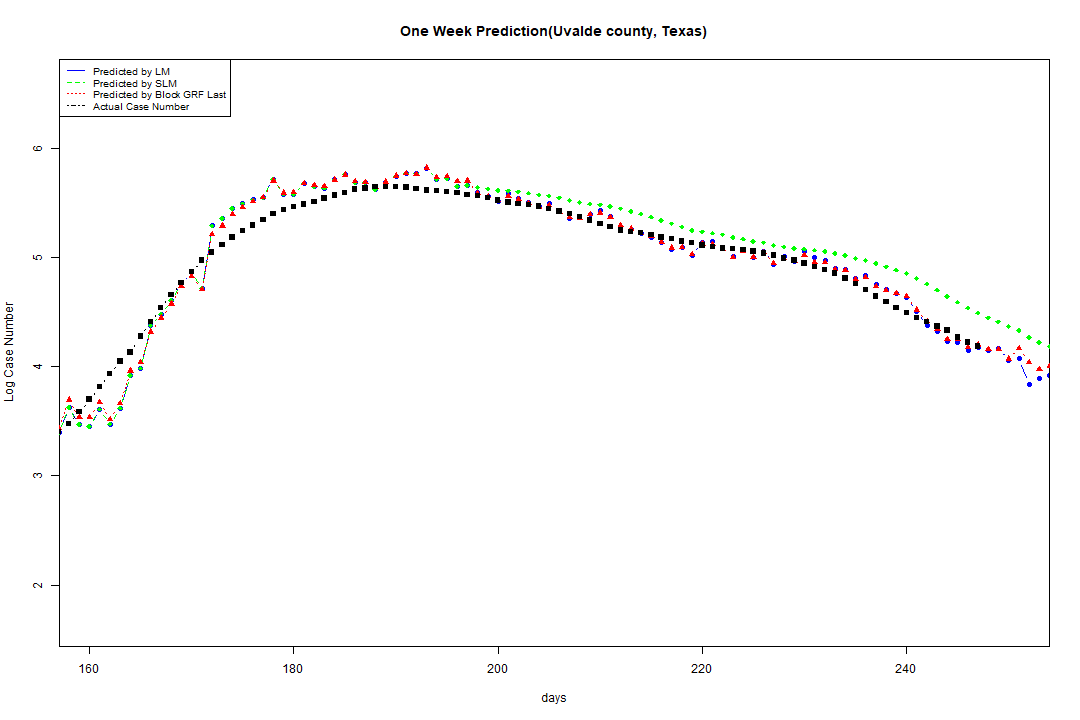 One Week Prediction(Uvalde county, Texas)
Predicted by LM
Predicted by SLM
Predicted by Block GRF Last
Actual Case Number
Log Case Number
6
5
4
3
2
160 180 200 220 240
days